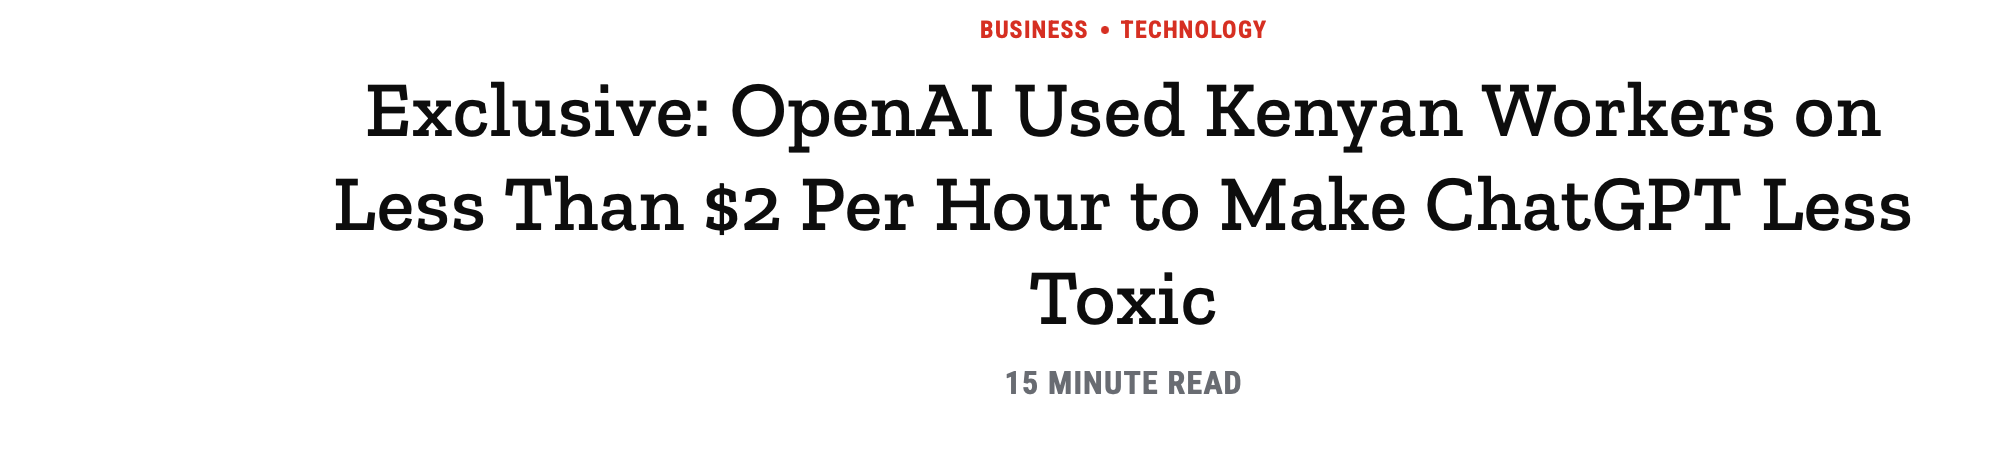 BUSINESS • TECHNOLOGY
Exclusive: OpenAI Used Kenyan Workers on
Less Than $2 Per Hour to Make ChatGPT Less
Toxic
15 MINUTE READ